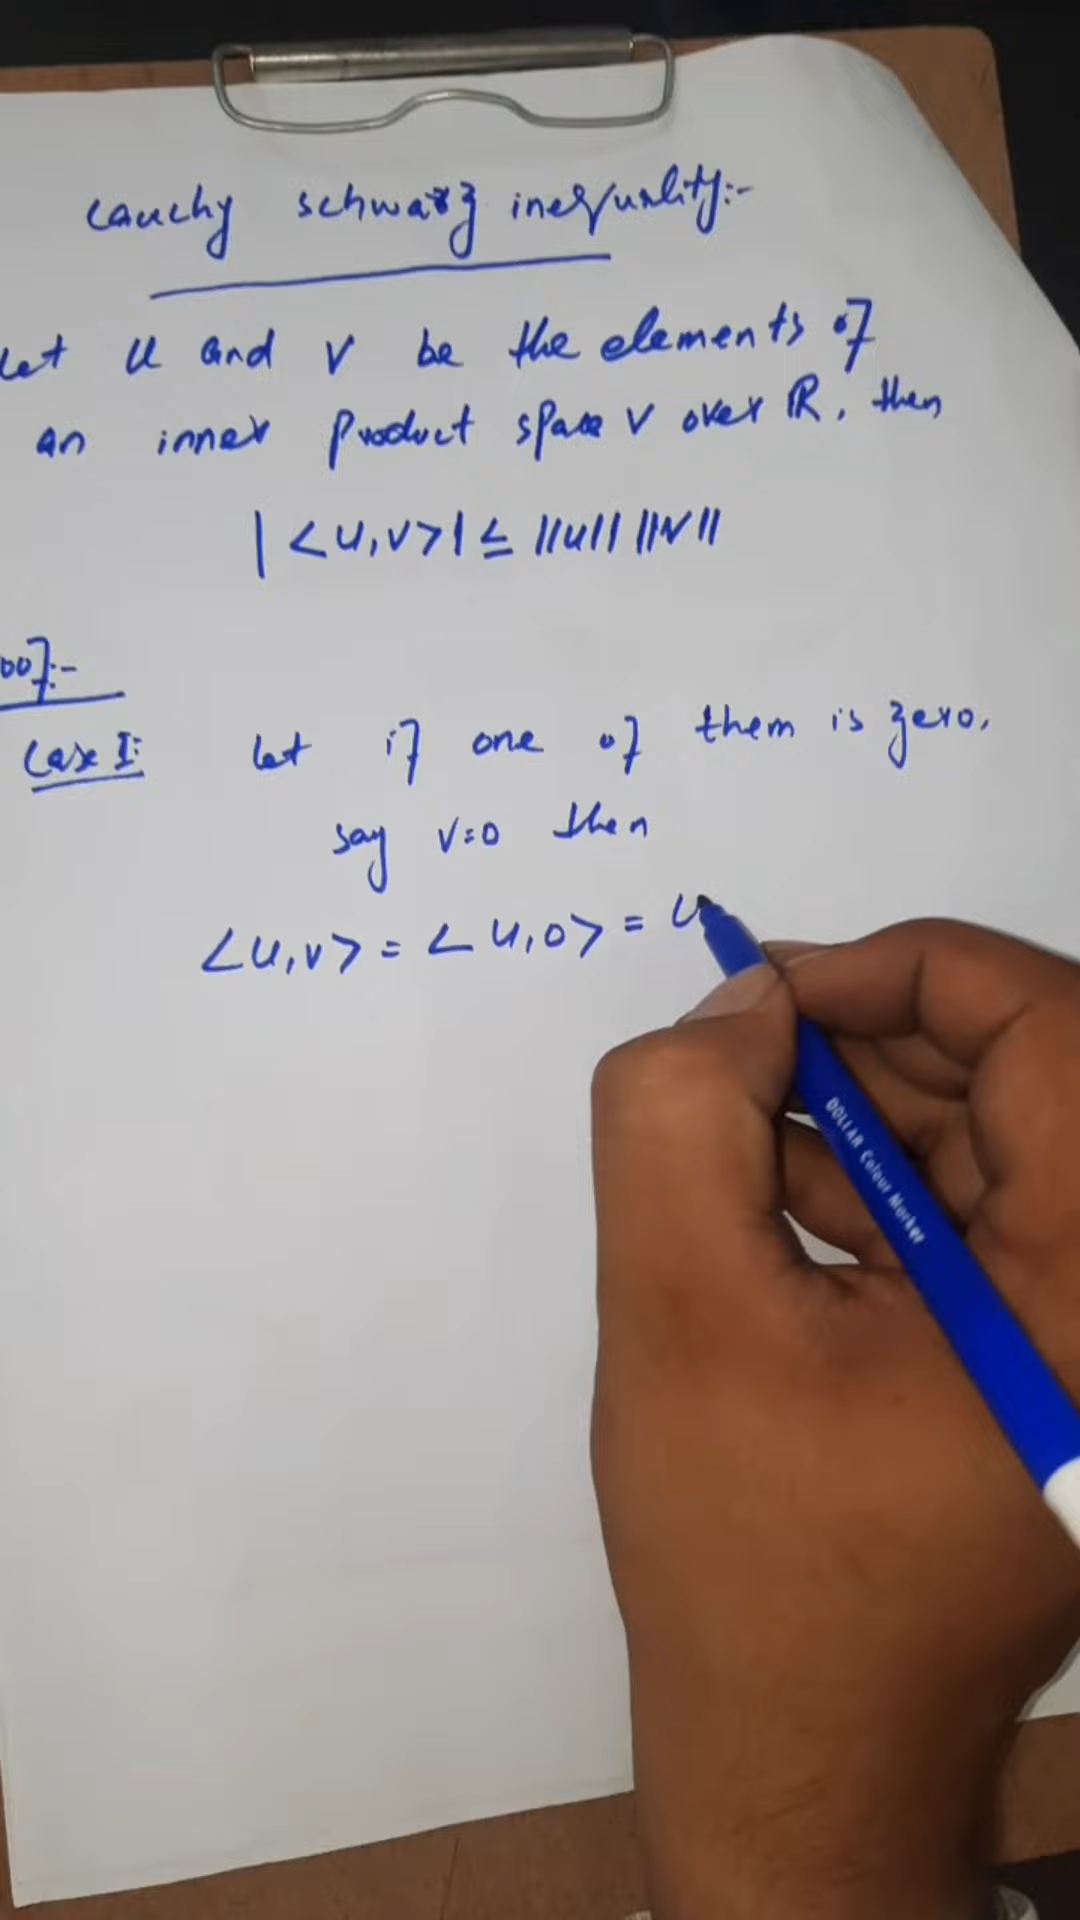 Cauchy schwarz inequality:-
Let u and v be the elements of
an inner product space V over ℝ, then
|<u,v>| ≤ ||u|| ||v||
oof:-
Case I: Let if one of them is zero,
say v=0 then
<u,v> = <u,0> = u
DOLLAR Colour Marker